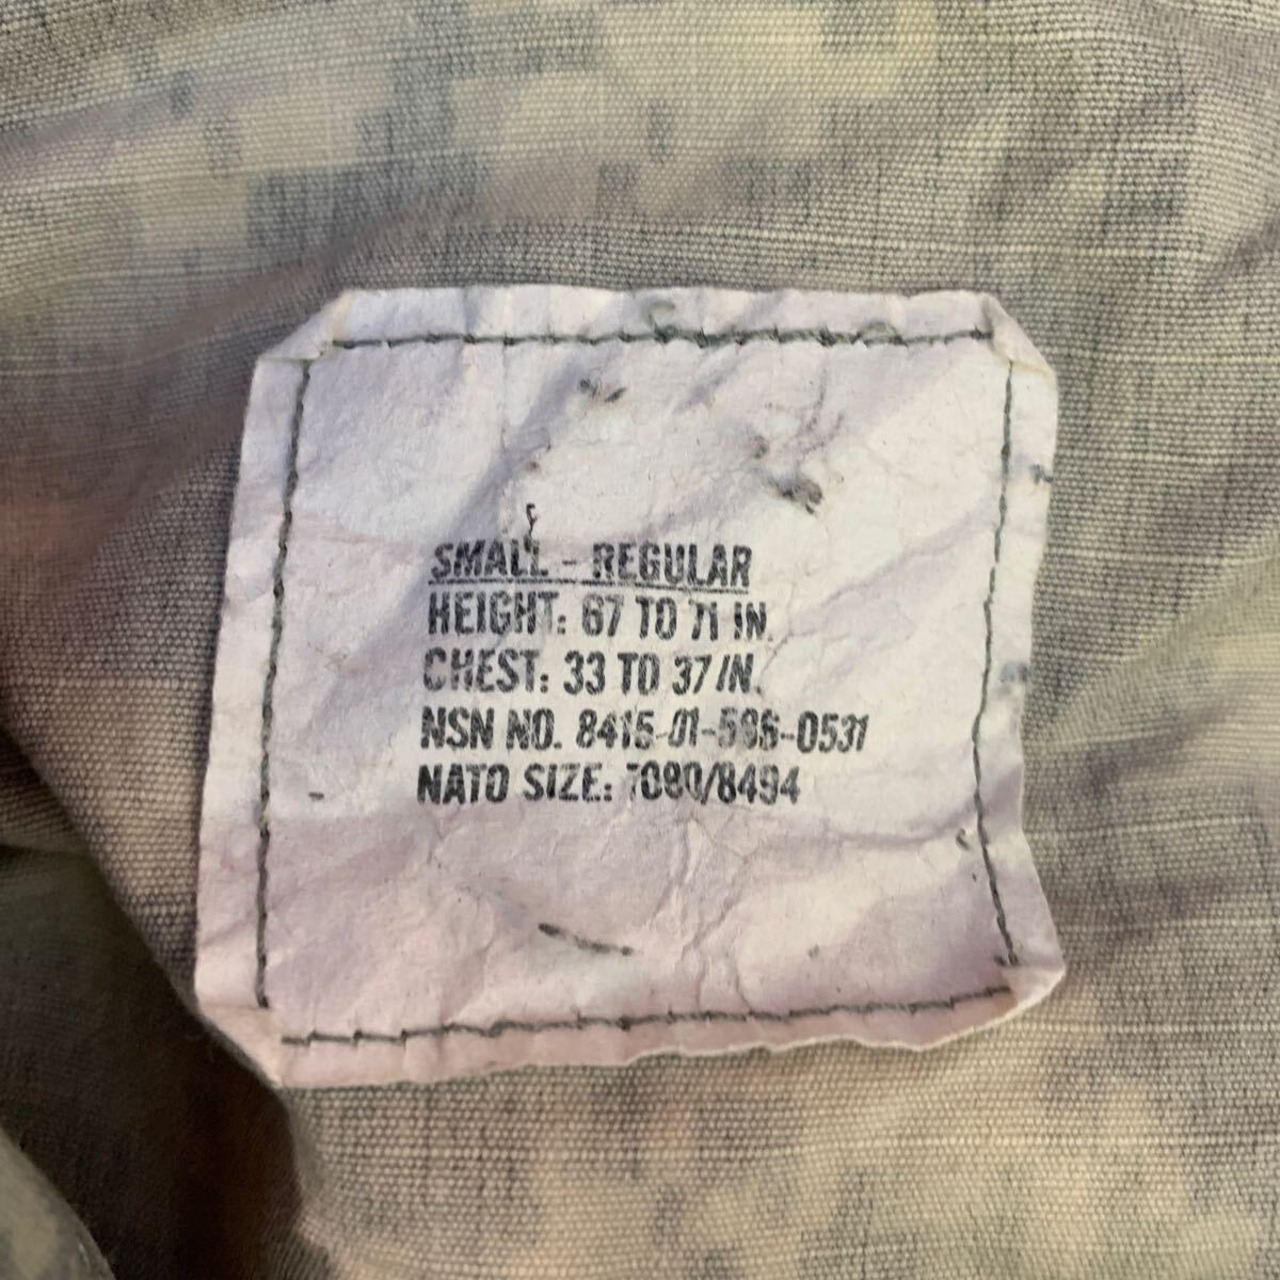 SMALL - REGULAR
HEIGHT: 67 TO 71 IN.
CHEST: 33 TO 37 IN.
NSN NO. 8415-01-596-0531
NATO SIZE: 7080/8494